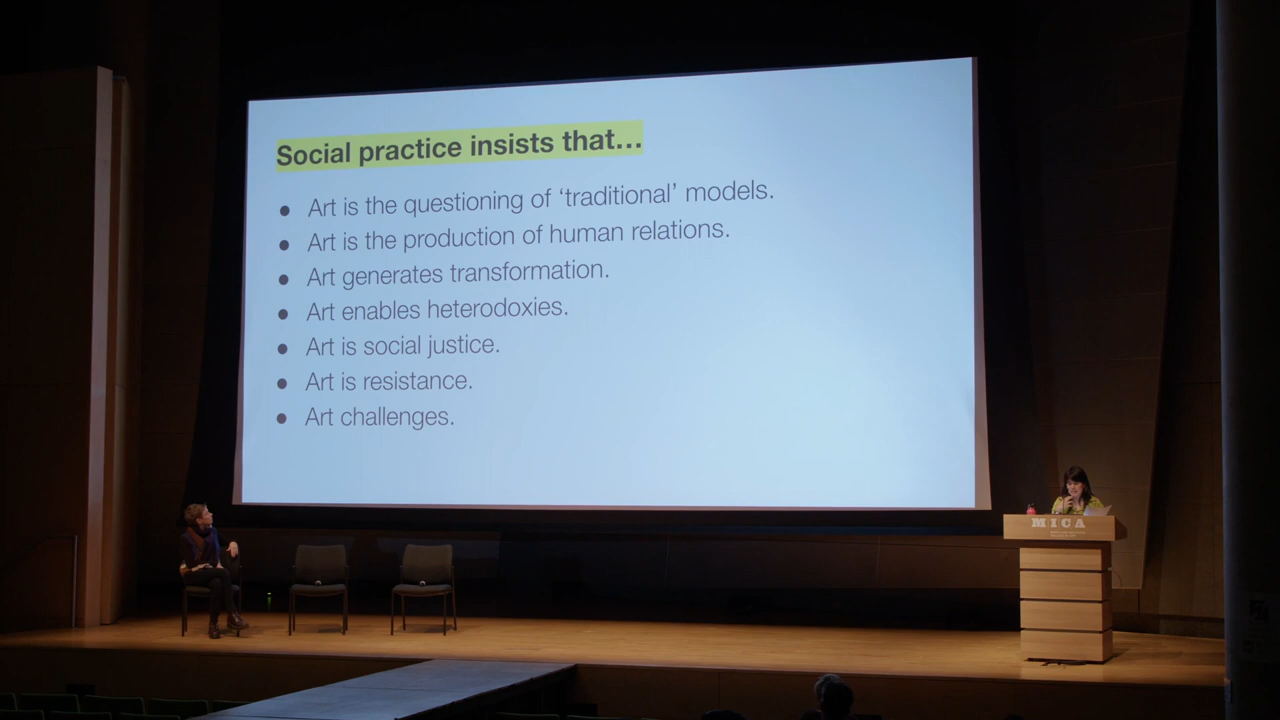 Social practice insists that...
● Art is the questioning of ‘traditional’ models.
● Art is the production of human relations.
● Art generates transformation.
● Art enables heterodoxies.
● Art is social justice.
● Art is resistance.
● Art challenges.
MICA